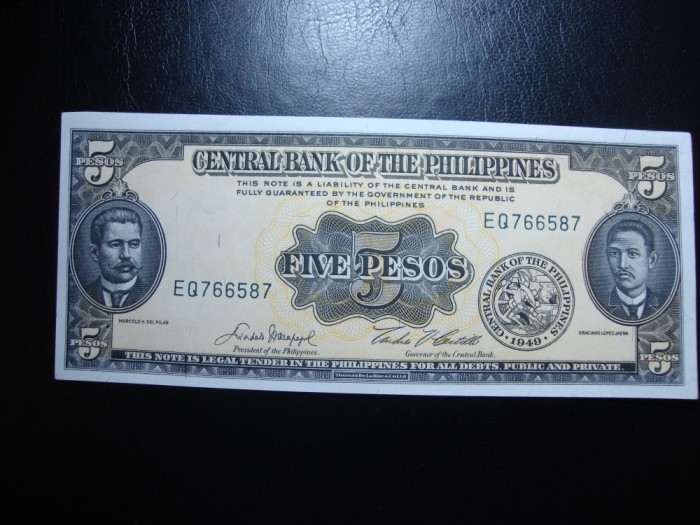 5 PESOS
CENTRAL BANK OF THE PHILIPPINES
5 PESOS
THIS NOTE IS A LIABILITY OF THE CENTRAL BANK AND IS
FULLY GUARANTEED BY THE GOVERNMENT OF THE REPUBLIC
OF THE PHILIPPINES
EQ766587
5
FIVE PESOS
EQ766587
CENTRAL BANK OF THE PHILIPPINES
1949
MARCELO H. DEL PILAR
GRACIANO LOPEZ JAENA
President of the Philippines.
Governor of the Central Bank.
5 PESOS
5 PESOS
THIS NOTE IS LEGAL TENDER IN THE PHILIPPINES FOR ALL DEBTS, PUBLIC AND PRIVATE.